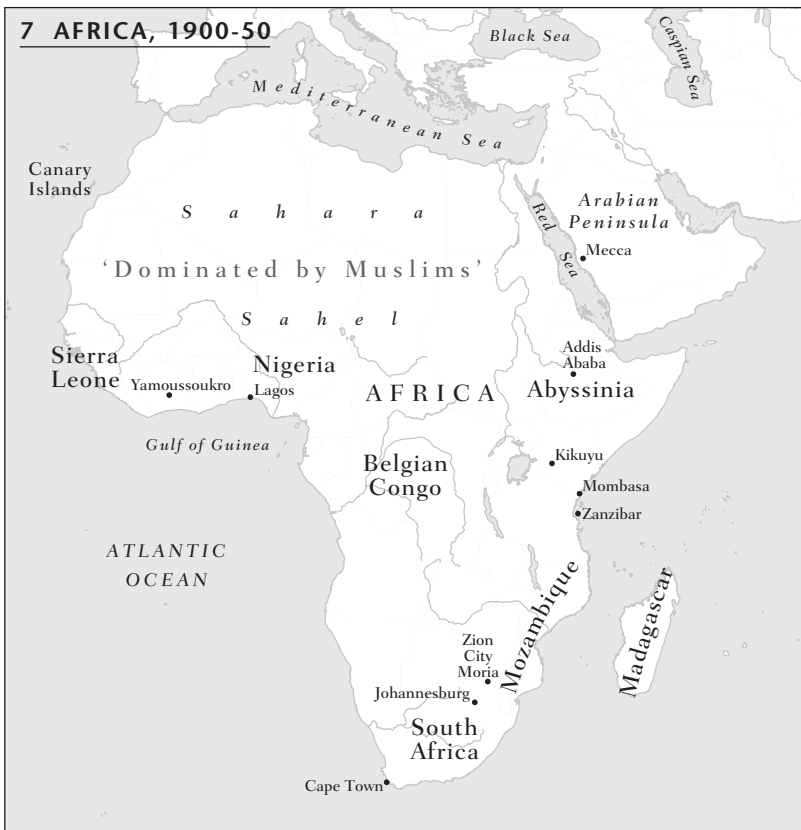 7 AFRICA, 1900-50
Black Sea
Caspian Sea
Mediterranean Sea
Canary
Islands
Sahara
Arabian
Peninsula
Red Sea
Mecca
'Dominated by Muslims'
Sahel
Sierra
Leone
Yamoussoukro
Nigeria
Lagos
AFRICA
Addis
Ababa
Abyssinia
Gulf of Guinea
Belgian
Congo
Kikuyu
Mombasa
Zanzibar
ATLANTIC
OCEAN
Mozambique
Madagascar
Zion
City
Moria
Johannesburg
South
Africa
Cape Town